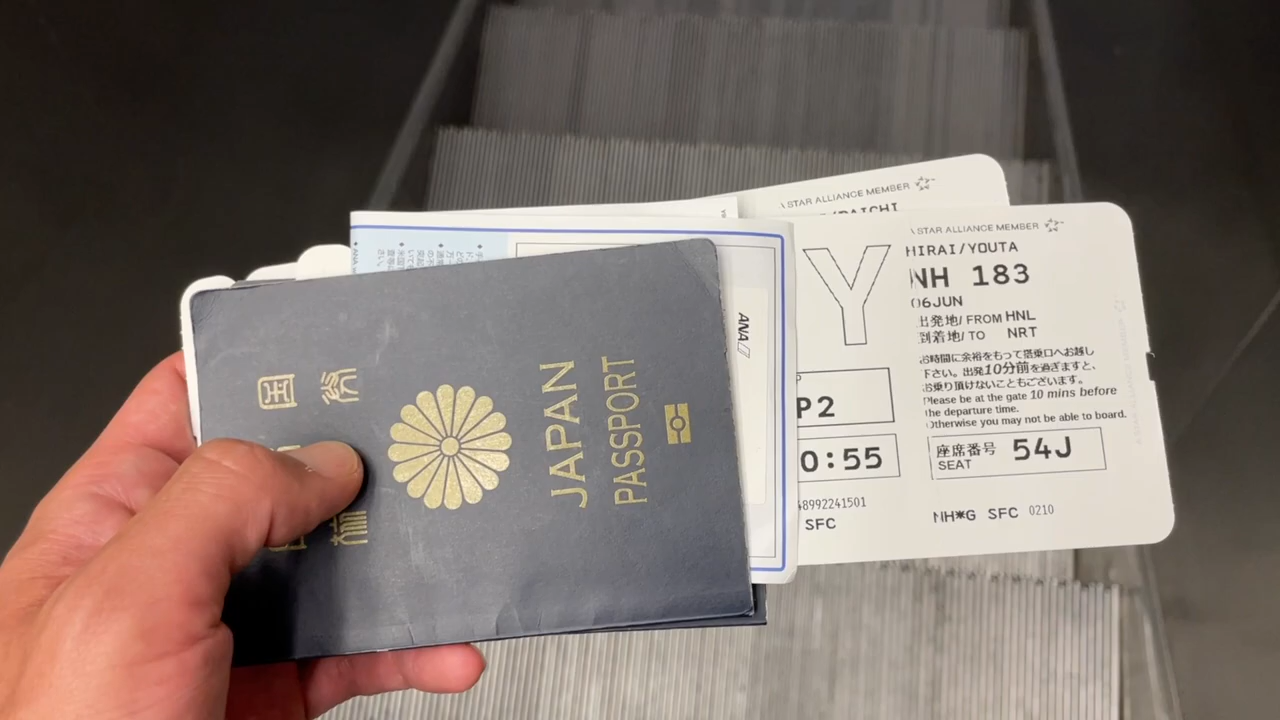 JAPAN
PASSPORT
ANA
STAR ALLIANCE MEMBER
/DAICHI
STAR ALLIANCE MEMBER
HIRAI/YOUTA
NH 183
06JUN
出発地/ FROM HNL
到着地/ TO NRT
お時間に余裕をもって搭乗口へお越し
下さい。出発10分前を過ぎますと、
お乗り頂けないこともございます。
Please be at the gate 10 mins before
the departure time.
Otherwise you may not be able to board.
座席番号
SEAT 54J
NH*G SFC 0210
Y
P2
0:55
48992241501
SFC